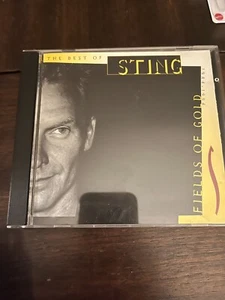 THE BEST OF
STING
FIELDS OF GOLD